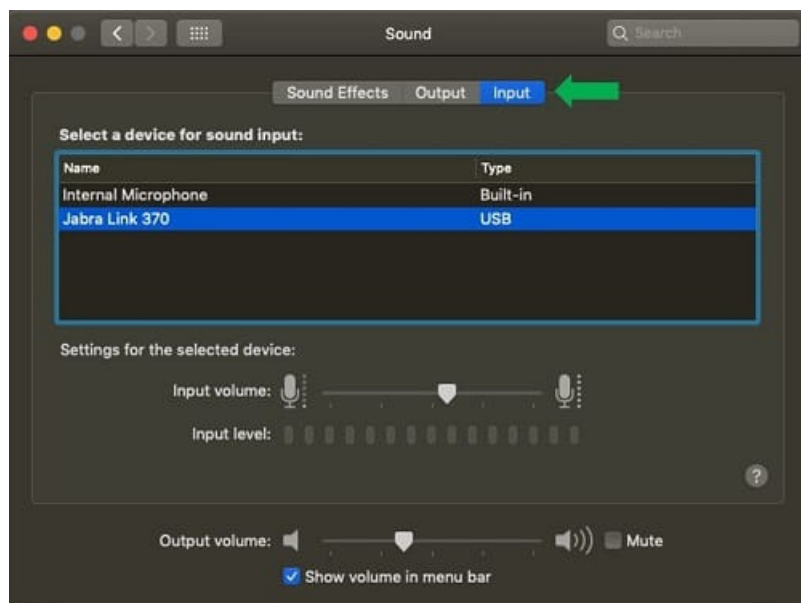 Sound
Search
Sound Effects Output Input
Select a device for sound input:
Name Type
Internal Microphone Built-in
Jabra Link 370 USB
Settings for the selected device:
Input volume:
Input level:
?
Output volume: Mute
Show volume in menu bar